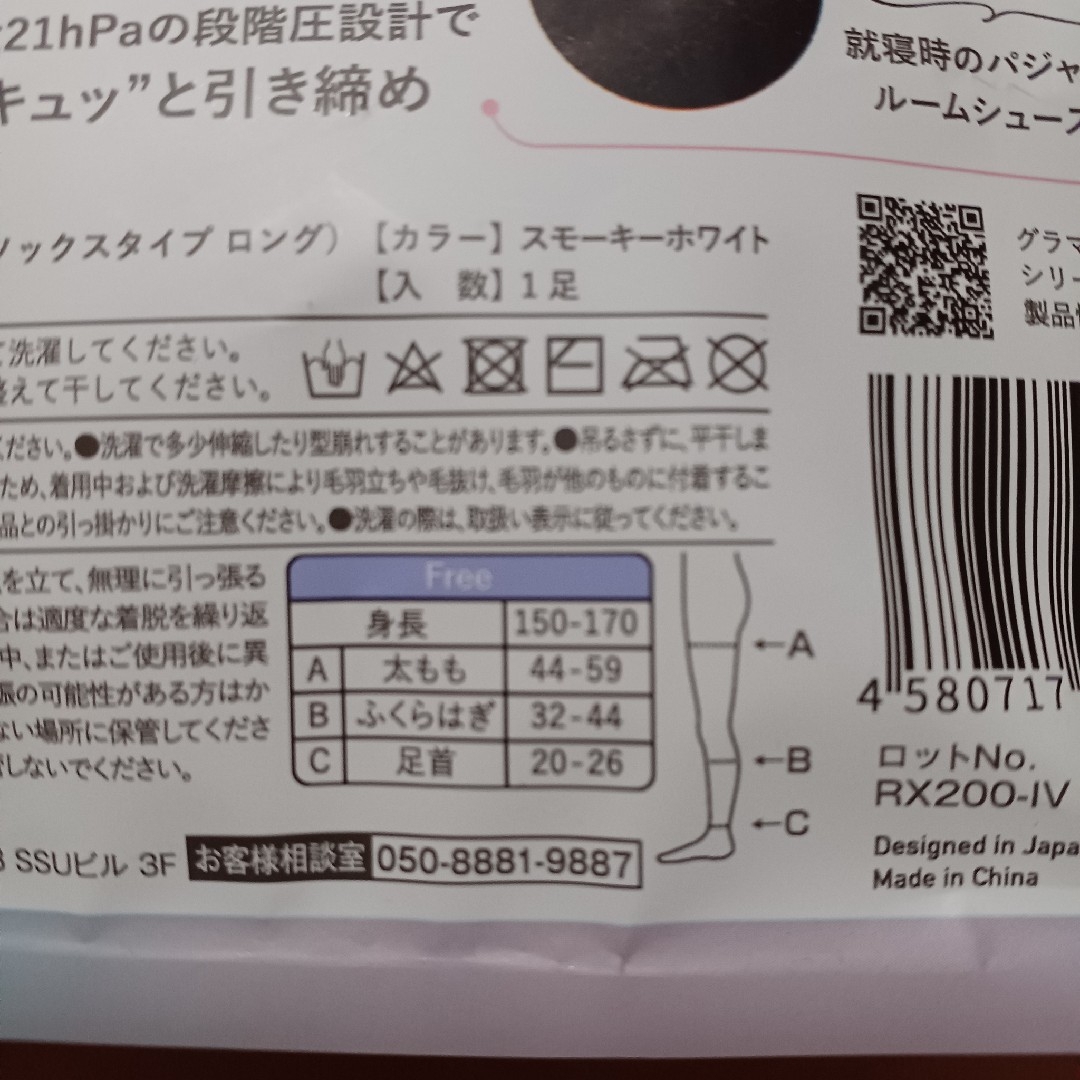 21hPaの段階圧設計で
キュッ”と引き締め
就寝時のパジャ
ルームシューズ
ソックスタイプ ロング) 【カラー】 スモーキーホワイト
【入 数】 1足
グラマ
シリー
製品
て洗濯してください。
整えて干してください。
ださい。●洗濯で多少伸縮したり型崩れすることがあります。●吊るさずに、平干しま
ため、着用中および洗濯摩擦により毛羽立ちや毛抜け、毛羽が他のものに付着するこ
品との引っ掛かりにご注意ください。●洗濯の際は、取扱い表示に従ってください。
を立て、無理に引っ張る
合は適度な着脱を繰り返
中、またはご使用後に異
振の可能性がある方はか
ない場所に保管してくださ
しないでください。
Free
身長 150-170
A 太もも 44-59
B ふくらはぎ 32-44
C 足首 20-26
←A
←B
←C
4 580717
ロットNo.
RX200-IV
Designed in Japa
Made in China
SSUビル 3F お客様相談室 050-8881-9887